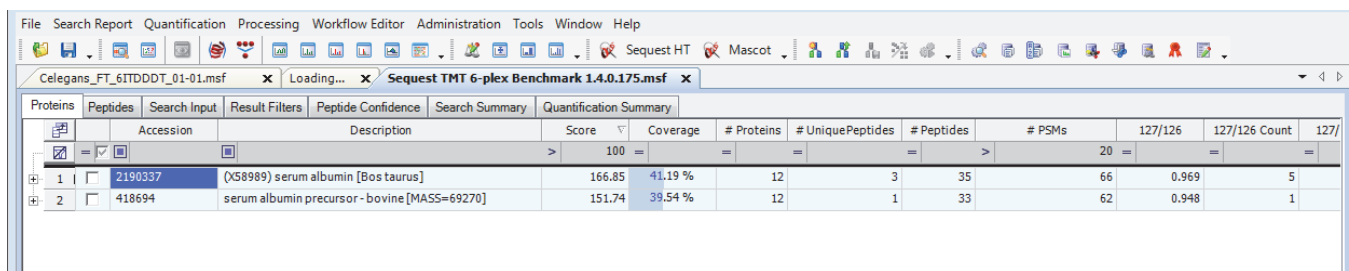 File Search Report Quantification Processing Workflow Editor Administration Tools Window Help
Sequest HT Mascot
Celegans_FT_6ITDDDT_01-01.msf x Loading... x Sequest TMT 6-plex Benchmark 1.4.0.175.msf x
Proteins Peptides Search Input Result Filters Peptide Confidence Search Summary Quantification Summary
Accession Description Score Coverage # Proteins # Unique Peptides # Peptides # PSMs 127/126 127/126 Count 127/
= > 100 = = = = > 20 = = =
1 2190337 (X58989) serum albumin [Bos taurus] 166.85 41.19 % 12 3 35 66 0.969 5
2 418694 serum albumin precursor - bovine [MASS=69270] 151.74 39.54 % 12 1 33 62 0.948 1